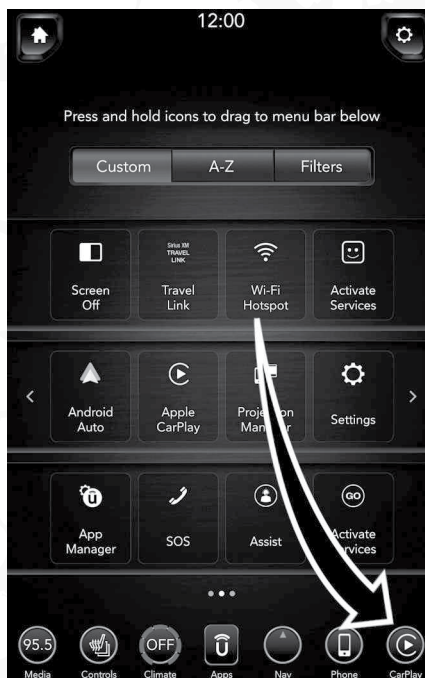 12:00
Press and hold icons to drag to menu bar below
Custom A-Z Filters
Sirius XM
TRAVEL
LINK
Screen
Off
Travel
Link
Wi-Fi
Hotspot
Activate
Services
Android
Auto
Apple
CarPlay
Settings
GO
App
Manager
SOS
Assist
Activate
95.5
OFF
Media Controls Climate Apps Nav Phone CarPlay